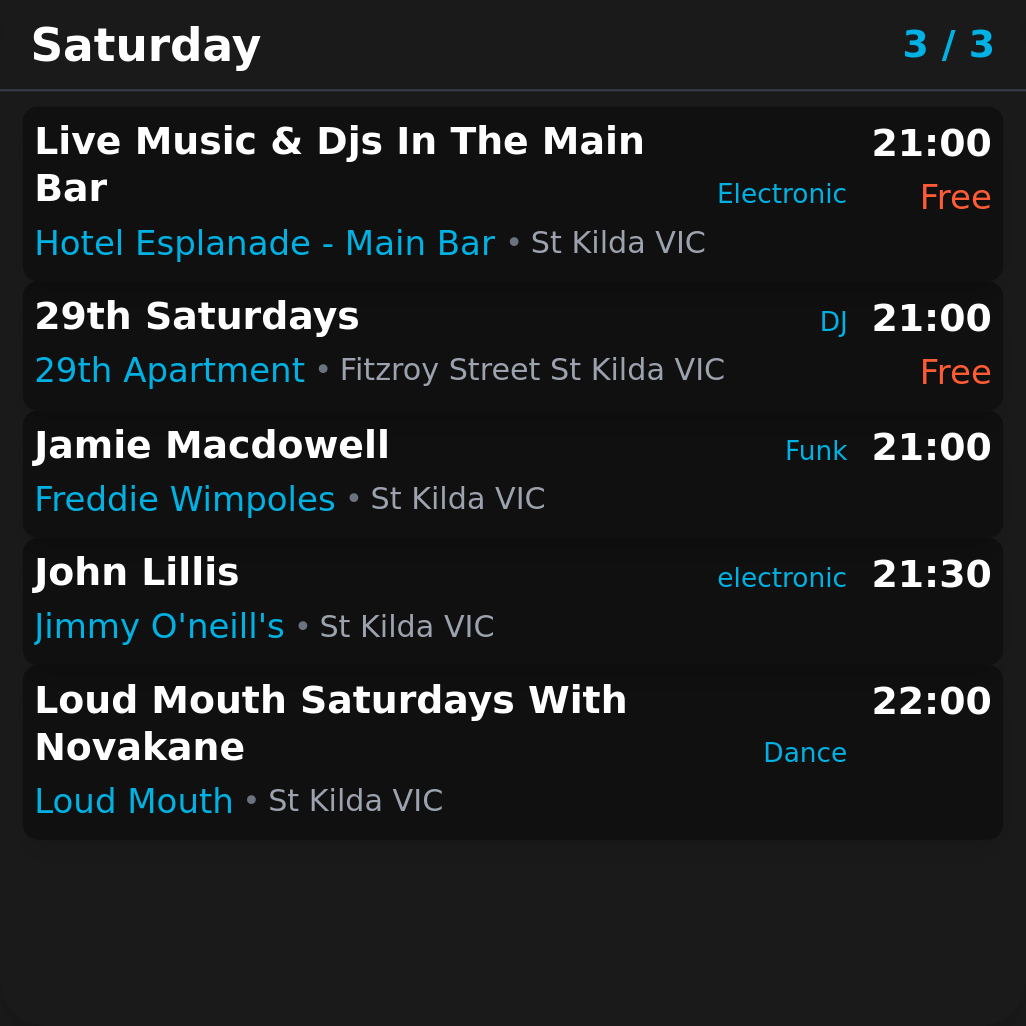 Saturday 3 / 3
Live Music & Djs In The Main Bar Electronic 21:00 Free
Hotel Esplanade - Main Bar • St Kilda VIC
29th Saturdays DJ 21:00
29th Apartment • Fitzroy Street St Kilda VIC Free
Jamie Macdowell Funk 21:00
Freddie Wimpoles • St Kilda VIC
John Lillis electronic 21:30
Jimmy O'neill's • St Kilda VIC
Loud Mouth Saturdays With Novakane Dance 22:00
Loud Mouth • St Kilda VIC